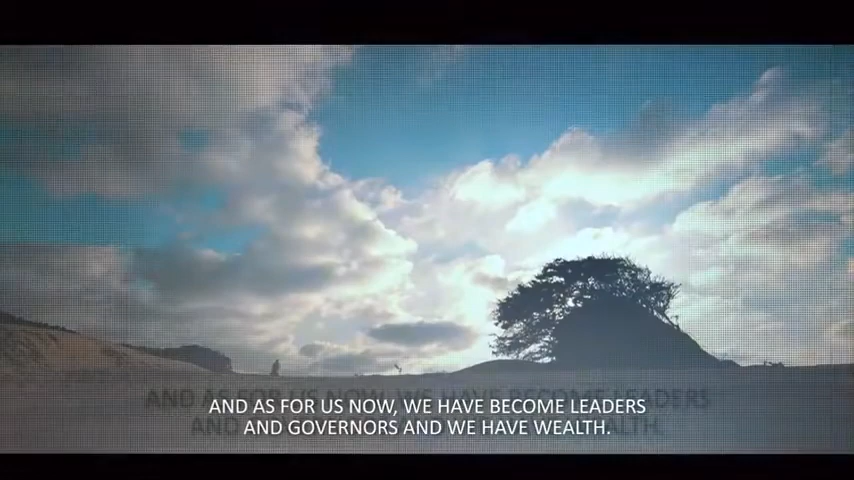 AND AS FOR US NOW, WE HAVE BECOME LEADERS
AND GOVERNORS AND WE HAVE WEALTH.